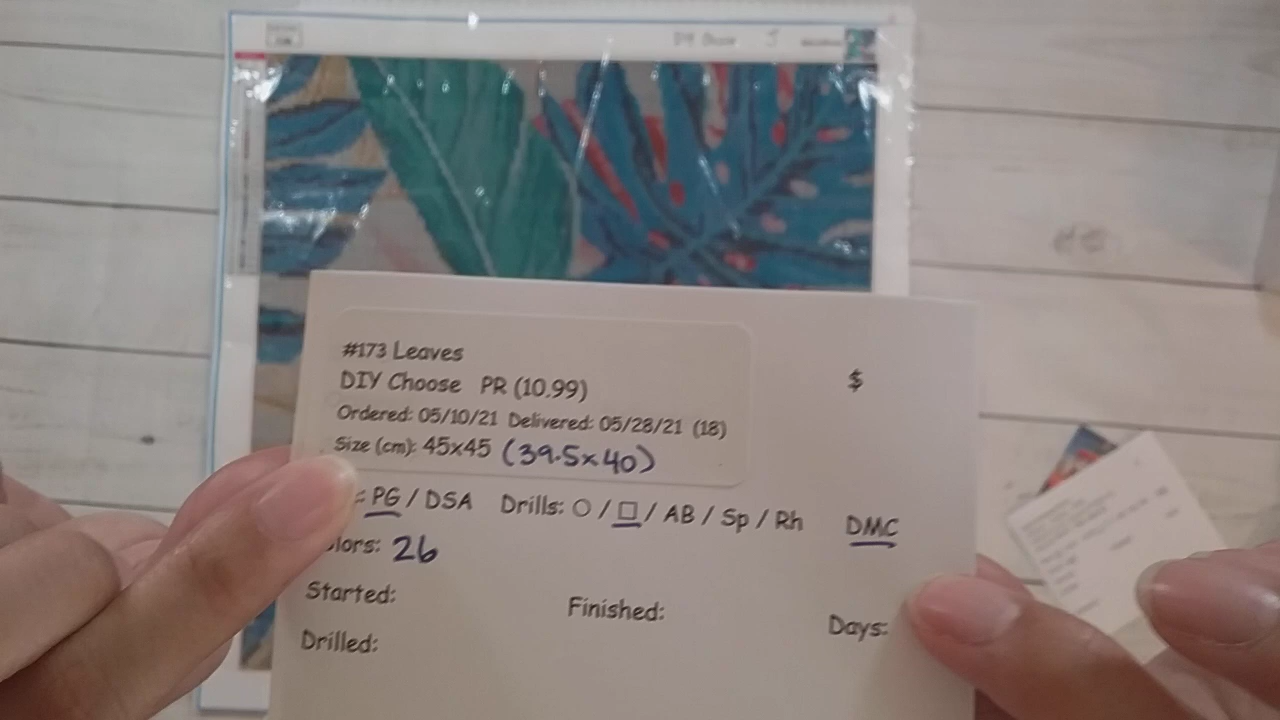 #173 Leaves
DIY Choose PR (10.99)
$
Ordered: 05/10/21 Delivered: 05/28/21 (18)
Size (cm): 45x45 (39.5x40)
: PG / DSA Drills: ○ / □ / AB / Sp / Rh DMC
lors: 26
Started:
Finished:
Days:
Drilled: